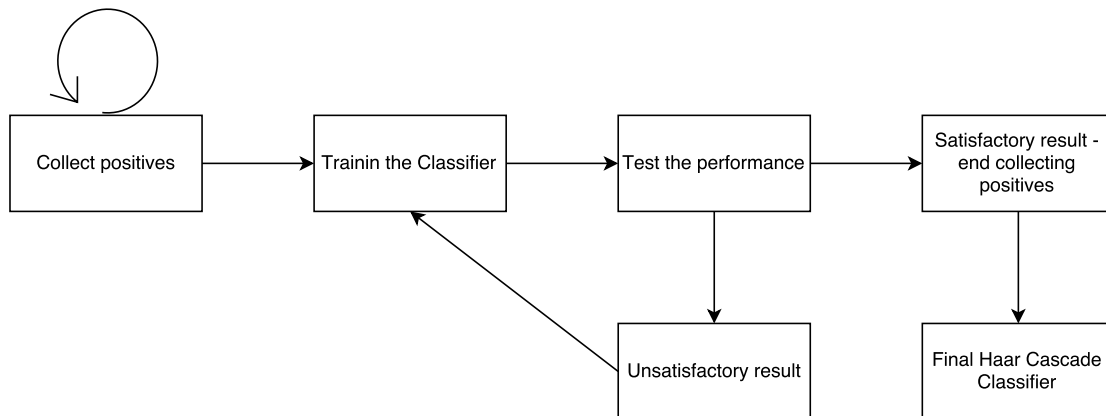 Collect positives
Trainin the Classifier
Test the performance
Satisfactory result -
end collecting
positives
Unsatisfactory result
Final Haar Cascade
Classifier